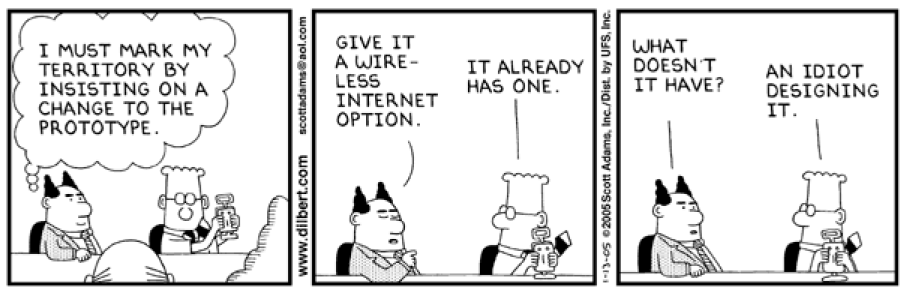 I MUST MARK MY
TERRITORY BY
INSISTING ON A
CHANGE TO THE
PROTOTYPE.
www.dilbert.com
scottadams@aol.com
GIVE IT
A WIRE-
LESS
INTERNET
OPTION.
IT ALREADY
HAS ONE.
1-13-05 ©2005 Scott Adams, Inc./Dist. by UFS, Inc.
WHAT
DOESN'T
IT HAVE?
AN IDIOT
DESIGNING
IT.